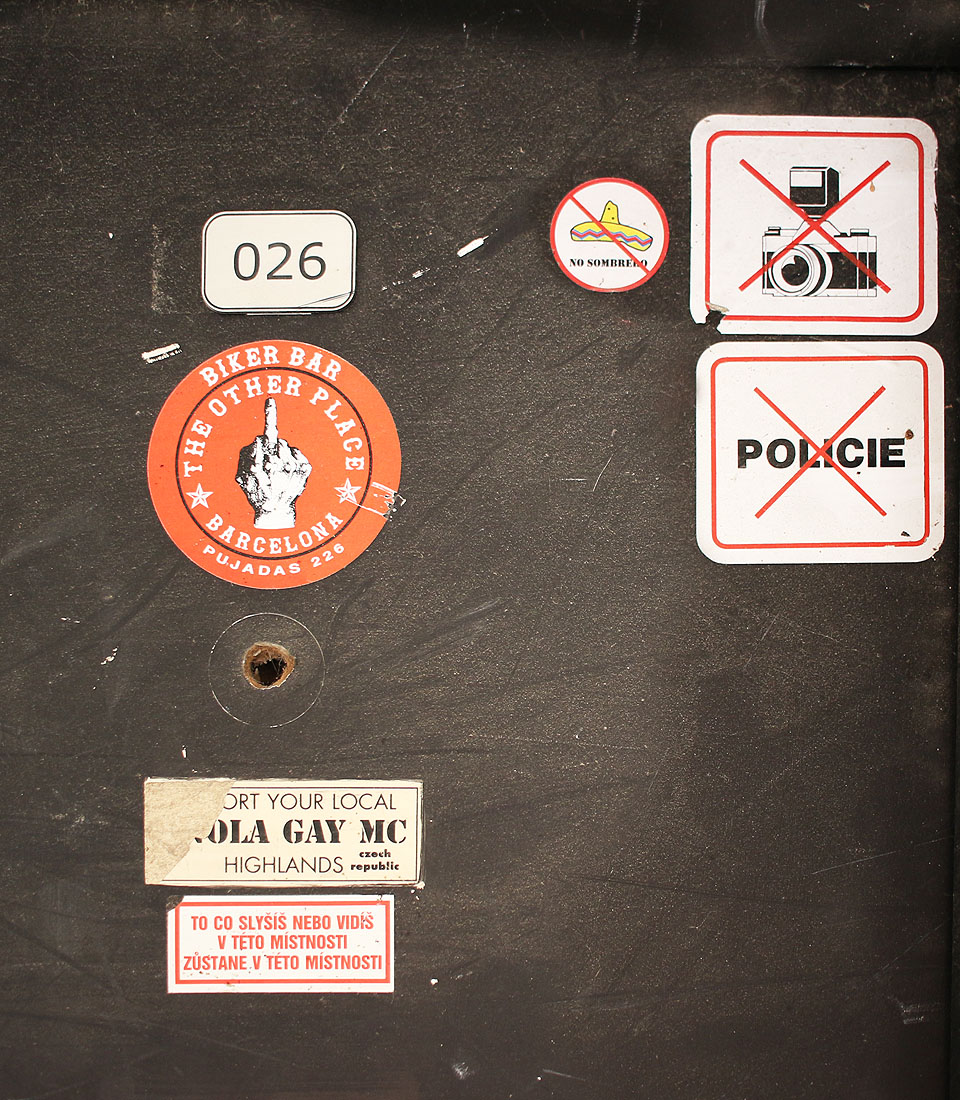 026
BIKER BAR
THE OTHER PLACE
BARCELONA
PUJADAS 226
NO SOMBRERO
POLICIE
ORT YOUR LOCAL
OLA GAY MC
HIGHLANDS czech republic
TO CO SLYŠÍŠ NEBO VIDÍŠ
V TÉTO MÍSTNOSTI
ZŮSTANE V TÉTO MÍSTNOSTI